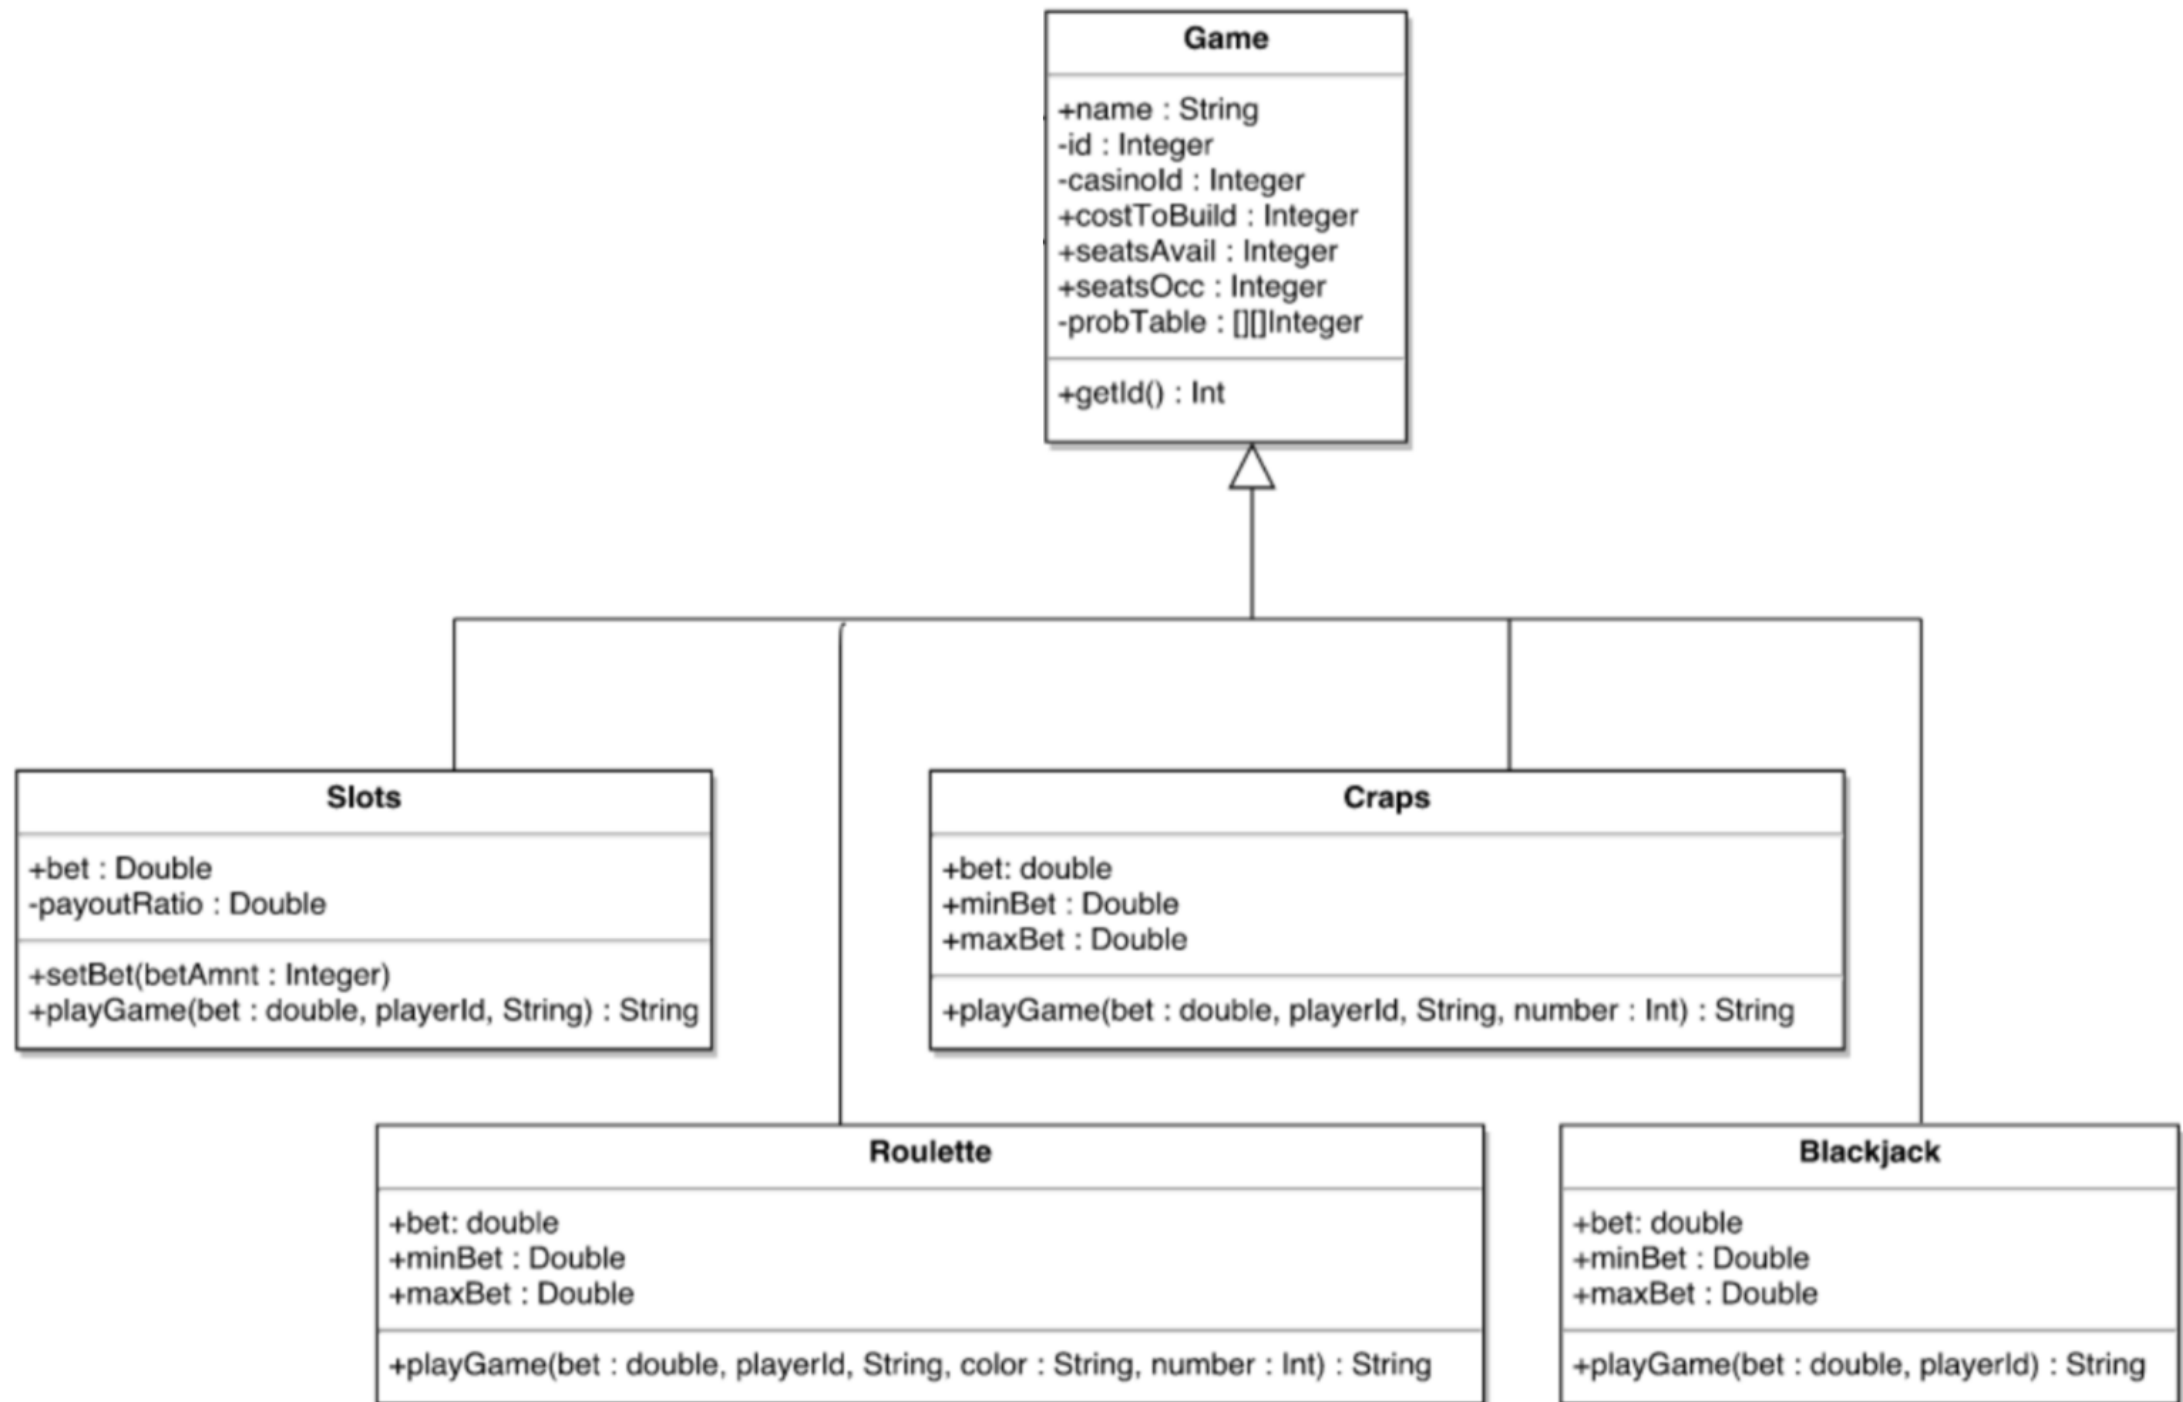 Game
+name : String
-id : Integer
-casinoId : Integer
+costToBuild : Integer
+seatsAvail : Integer
+seatsOcc : Integer
-probTable : [][]Integer
+getId() : Int
Slots
+bet : Double
-payoutRatio : Double
+setBet(betAmnt : Integer)
+playGame(bet : double, playerId, String) : String
Craps
+bet: double
+minBet : Double
+maxBet : Double
+playGame(bet : double, playerId, String, number : Int) : String
Roulette
+bet: double
+minBet : Double
+maxBet : Double
+playGame(bet : double, playerId, String, color : String, number : Int) : String
Blackjack
+bet: double
+minBet : Double
+maxBet : Double
+playGame(bet : double, playerId) : String